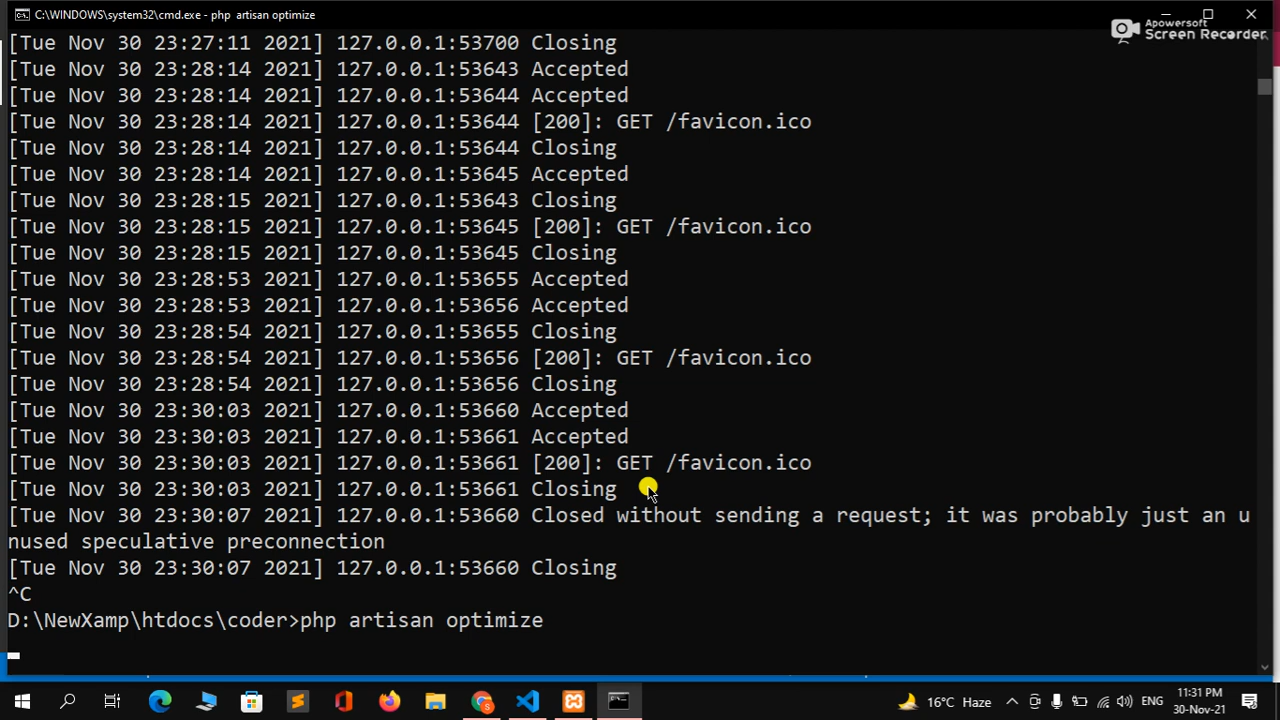 C:\WINDOWS\system32\cmd.exe - php  artisan optimize
Apowersoft
Screen Recorder
[Tue Nov 30 23:27:11 2021] 127.0.0.1:53700 Closing
[Tue Nov 30 23:28:14 2021] 127.0.0.1:53643 Accepted
[Tue Nov 30 23:28:14 2021] 127.0.0.1:53644 Accepted
[Tue Nov 30 23:28:14 2021] 127.0.0.1:53644 [200]: GET /favicon.ico
[Tue Nov 30 23:28:14 2021] 127.0.0.1:53644 Closing
[Tue Nov 30 23:28:14 2021] 127.0.0.1:53645 Accepted
[Tue Nov 30 23:28:15 2021] 127.0.0.1:53643 Closing
[Tue Nov 30 23:28:15 2021] 127.0.0.1:53645 [200]: GET /favicon.ico
[Tue Nov 30 23:28:15 2021] 127.0.0.1:53645 Closing
[Tue Nov 30 23:28:53 2021] 127.0.0.1:53655 Accepted
[Tue Nov 30 23:28:53 2021] 127.0.0.1:53656 Accepted
[Tue Nov 30 23:28:54 2021] 127.0.0.1:53655 Closing
[Tue Nov 30 23:28:54 2021] 127.0.0.1:53656 [200]: GET /favicon.ico
[Tue Nov 30 23:28:54 2021] 127.0.0.1:53656 Closing
[Tue Nov 30 23:30:03 2021] 127.0.0.1:53660 Accepted
[Tue Nov 30 23:30:03 2021] 127.0.0.1:53661 Accepted
[Tue Nov 30 23:30:03 2021] 127.0.0.1:53661 [200]: GET /favicon.ico
[Tue Nov 30 23:30:03 2021] 127.0.0.1:53661 Closing
[Tue Nov 30 23:30:07 2021] 127.0.0.1:53660 Closed without sending a request; it was probably just an u
nused speculative preconnection
[Tue Nov 30 23:30:07 2021] 127.0.0.1:53660 Closing
^C
D:\NewXamp\htdocs\coder>php artisan optimize
16°C Haze
ENG
11:31 PM
30-Nov-21